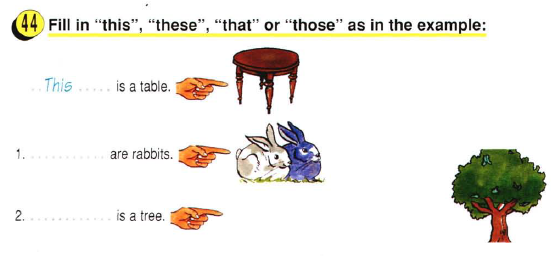 44 Fill in “this”, “these”, “that” or “those” as in the example:
. . This . . . . . is a table.
1. . . . . . . . . . . . . are rabbits.
2. . . . . . . . . . . . . is a tree.